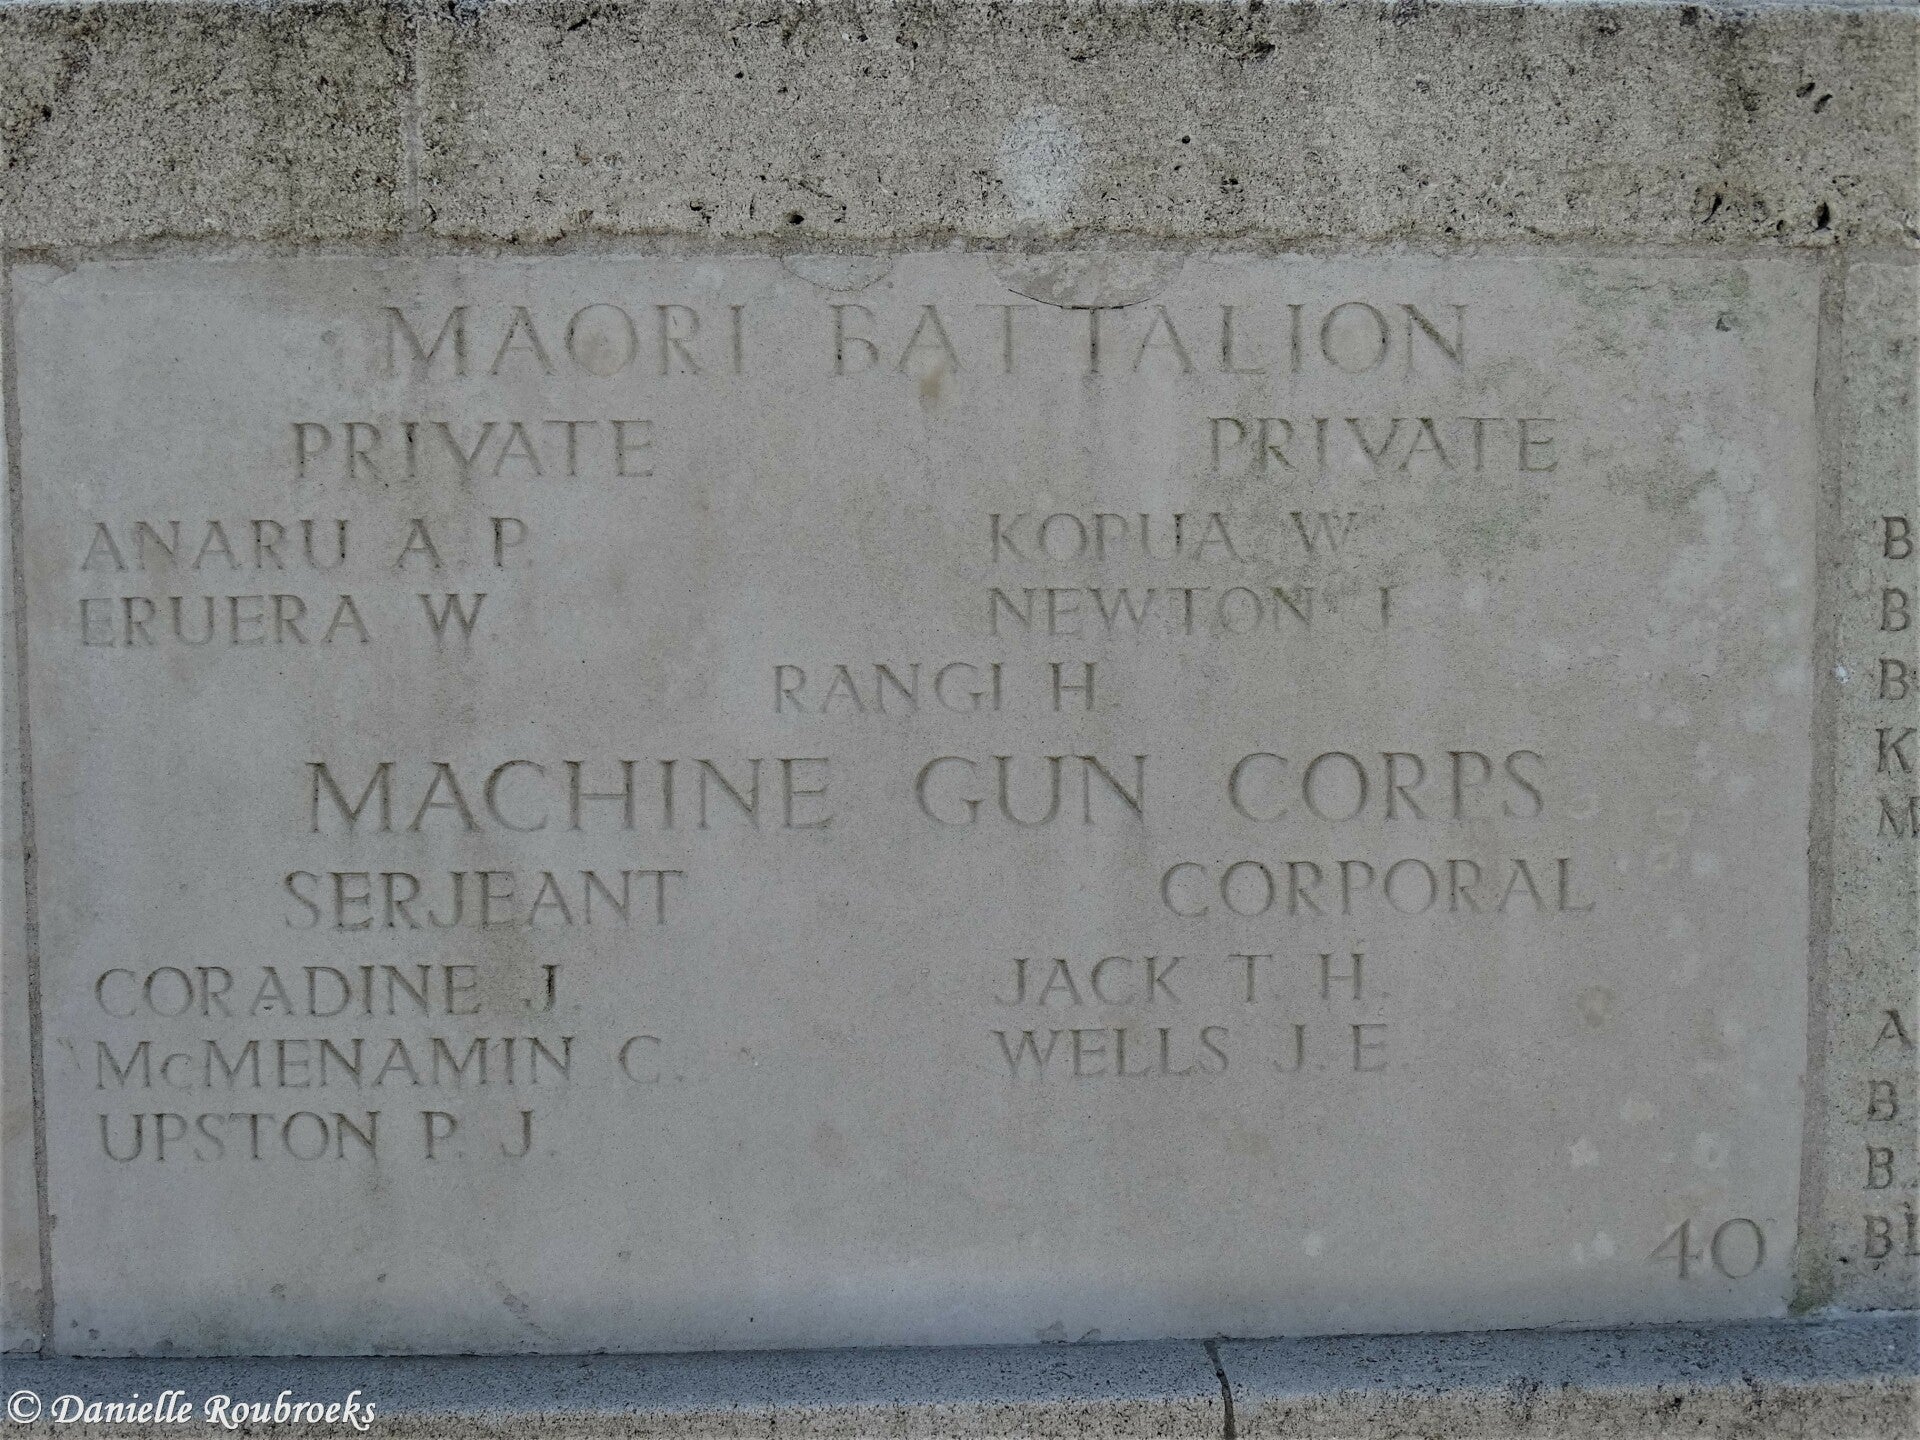 MAORI BATTALION
PRIVATE PRIVATE
ANARU A. P. KOPUA W.
ERUERA W. NEWTON J.
RANGI H.
MACHINE GUN CORPS
SERJEANT CORPORAL
CORADINE J. JACK T. H.
McMENAMIN C. WELLS J. E.
UPSTON P. J.
40
B
B
B
K
M
A
B
B.
BL
© Danielle Roubroeks